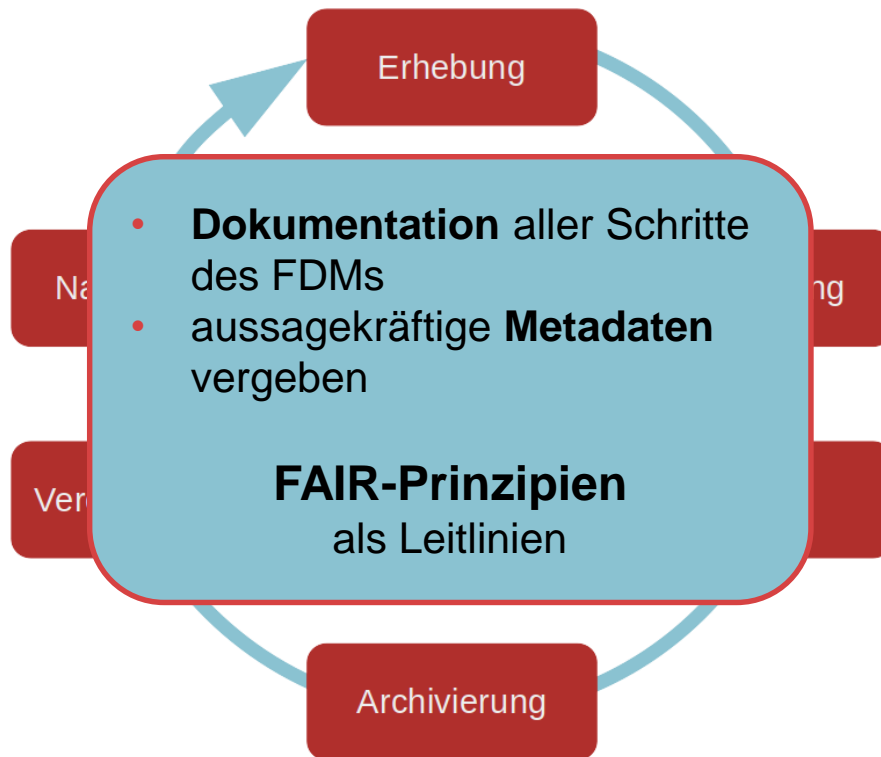 Erhebung
• Dokumentation aller Schritte
des FDMs
• aussagekräftige Metadaten
vergeben
FAIR-Prinzipien
als Leitlinien
Archivierung